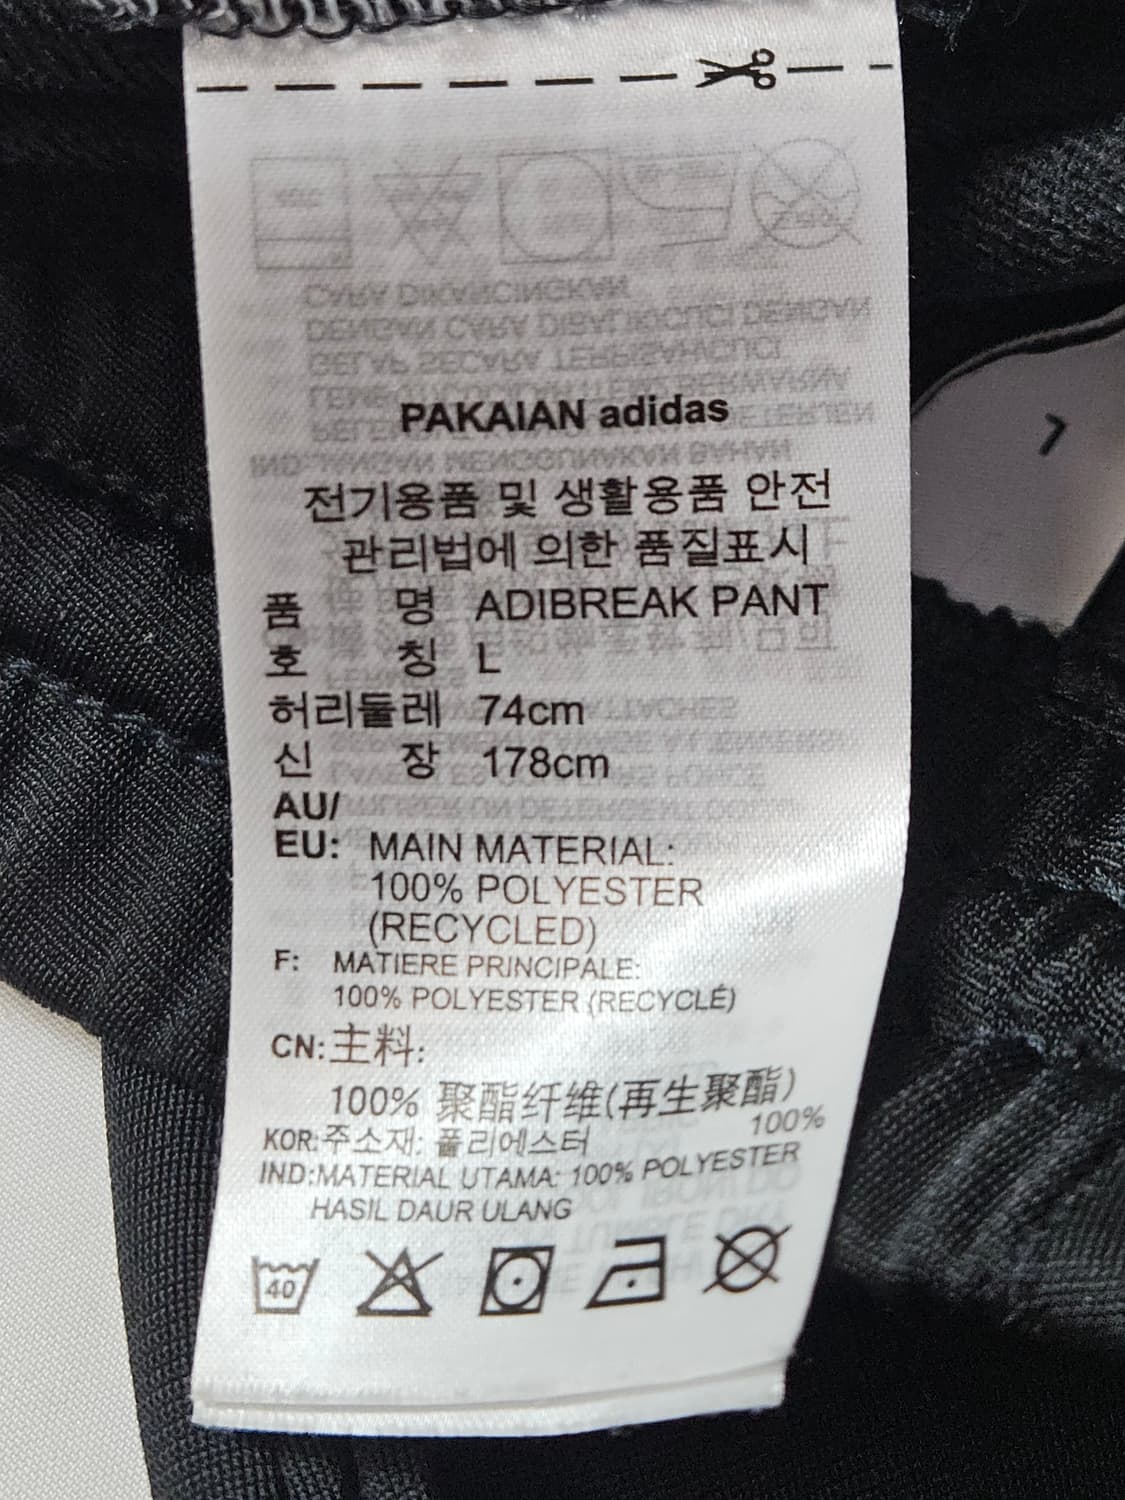 PAKAIAN adidas
전기용품 및 생활용품 안전
관리법에 의한 품질표시
품 명 ADIBREAK PANT
호 칭 L
허리둘레 74cm
신 장 178cm
AU/
EU: MAIN MATERIAL:
100% POLYESTER
(RECYCLED)
F: MATIERE PRINCIPALE:
100% POLYESTER (RECYCLÉ)
CN: 主料:
100% 聚酯纤维(再生聚酯)
KOR: 주소재: 폴리에스터 100%
IND: MATERIAL UTAMA: 100% POLYESTER
HASIL DAUR ULANG
40